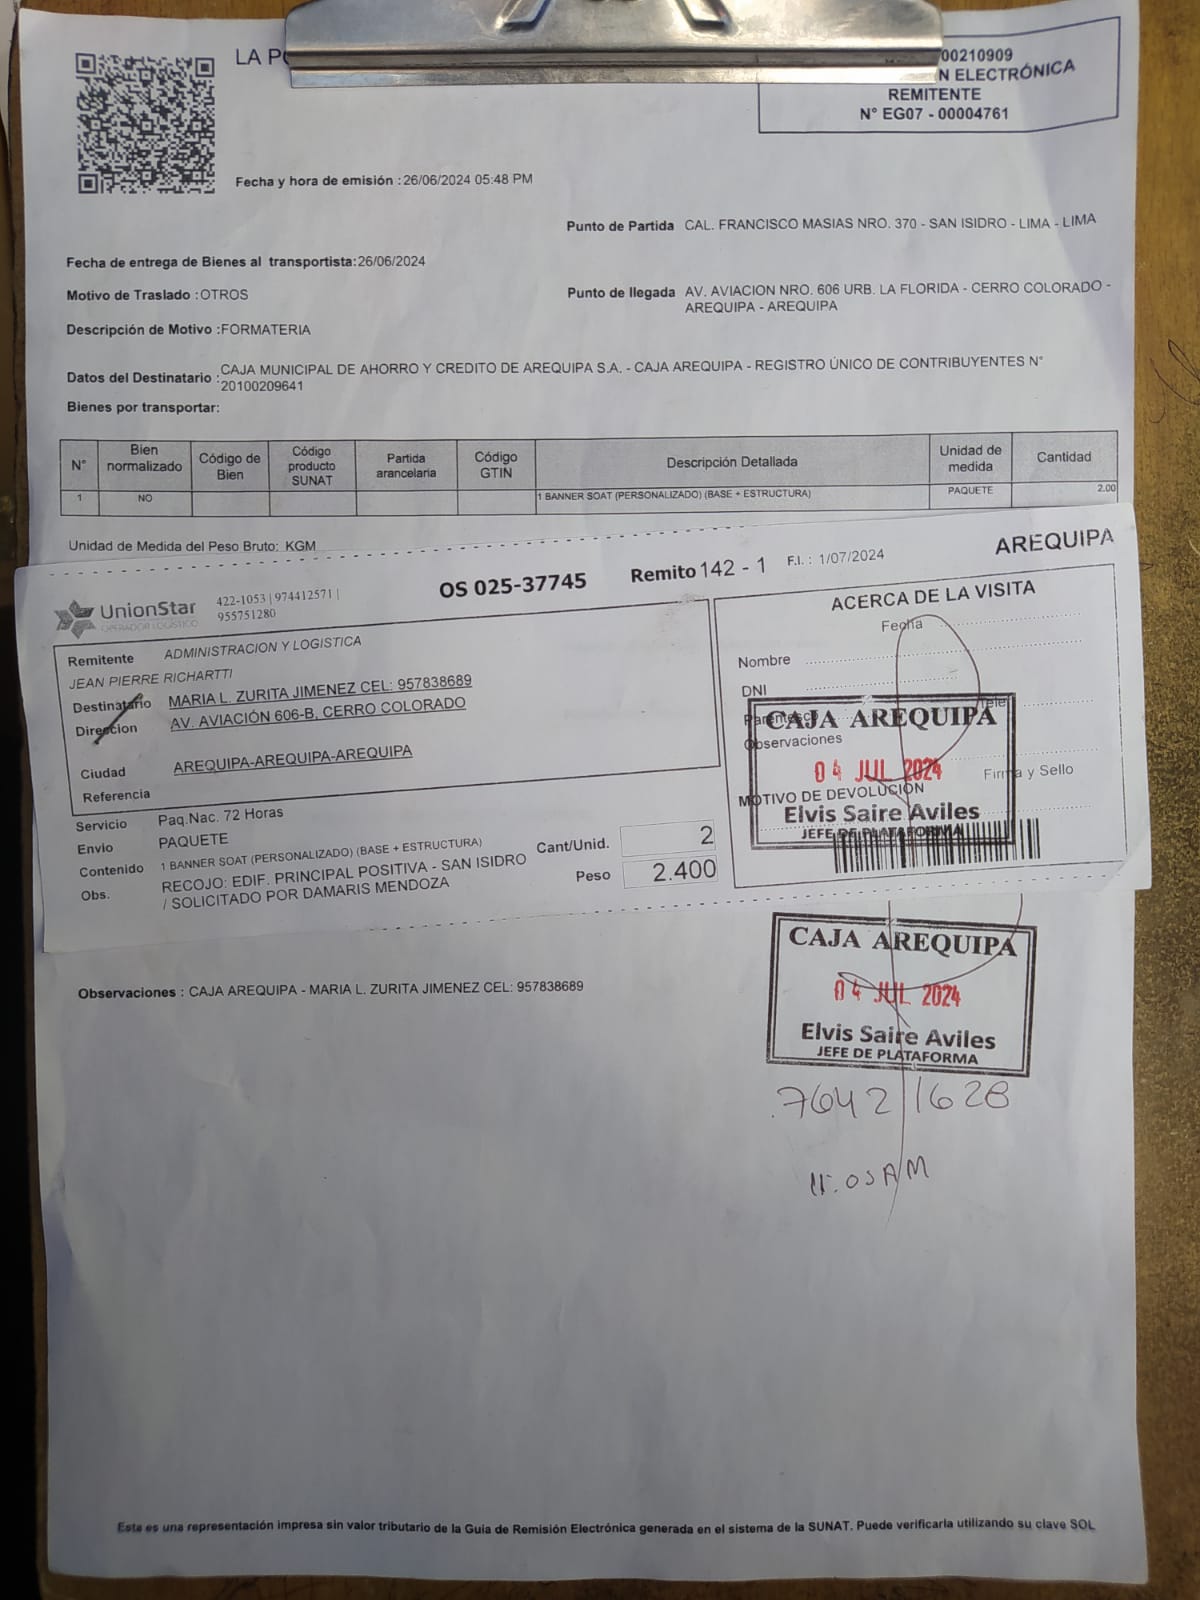 LA
00210909
N ELECTRÓNICA
REMITENTE
N° EG07 - 00004761
Fecha y hora de emisión : 26/06/2024 05:48 PM
Punto de Partida CAL. FRANCISCO MASIAS NRO. 370 - SAN ISIDRO - LIMA - LIMA
Fecha de entrega de Bienes al transportista: 26/06/2024
Motivo de Traslado : OTROS
Punto de llegada AV. AVIACION NRO. 606 URB. LA FLORIDA - CERRO COLORADO -
AREQUIPA - AREQUIPA
Descripción de Motivo : FORMATERIA
Datos del Destinatario : CAJA MUNICIPAL DE AHORRO Y CREDITO DE AREQUIPA S.A. - CAJA AREQUIPA - REGISTRO ÚNICO DE CONTRIBUYENTES N°
20100209641
Bienes por transportar:
N° Bien normalizado Código de Bien Código producto SUNAT Partida arancelaria Código GTIN Descripción Detallada Unidad de medida Cantidad
1 NO 1 BANNER SOAT (PERSONALIZADO) (BASE + ESTRUCTURA) PAQUETE 2.00
Unidad de Medida del Peso Bruto: KGM
UnionStar
OPERADOR LOGÍSTICO
422-1053 | 974412571 |
955751280
OS 025-37745
Remito 142 - 1
F.I. : 1/07/2024
AREQUIPA
Remitente ADMINISTRACION Y LOGISTICA
JEAN PIERRE RICHARTTI
Destinatario MARIA L. ZURITA JIMENEZ CEL: 957838689
Direccion AV. AVIACIÓN 606-B, CERRO COLORADO
Ciudad AREQUIPA-AREQUIPA-AREQUIPA
Referencia
Servicio Paq.Nac. 72 Horas
Envio PAQUETE
Contenido 1 BANNER SOAT (PERSONALIZADO) (BASE + ESTRUCTURA)
Obs. RECOJO: EDIF. PRINCIPAL POSITIVA - SAN ISIDRO
/ SOLICITADO POR DAMARIS MENDOZA
Cant/Unid. 2
Peso 2.400
ACERCA DE LA VISITA
Fecha
Nombre
DNI
Parentesco
Tele
Observaciones
Firma y Sello
MOTIVO DE DEVOLUCIÓN
CAJA AREQUIPA
04 JUL 2024
Elvis Saire Aviles
JEFE DE PLATAFORMA
Observaciones : CAJA AREQUIPA - MARIA L. ZURITA JIMENEZ CEL: 957838689
CAJA AREQUIPA
04 JUL 2024
Elvis Saire Aviles
JEFE DE PLATAFORMA
76421628
11:05 AM
Esta es una representación impresa sin valor tributario de la Guía de Remisión Electrónica generada en el sistema de la SUNAT. Puede verificarla utilizando su clave SOL